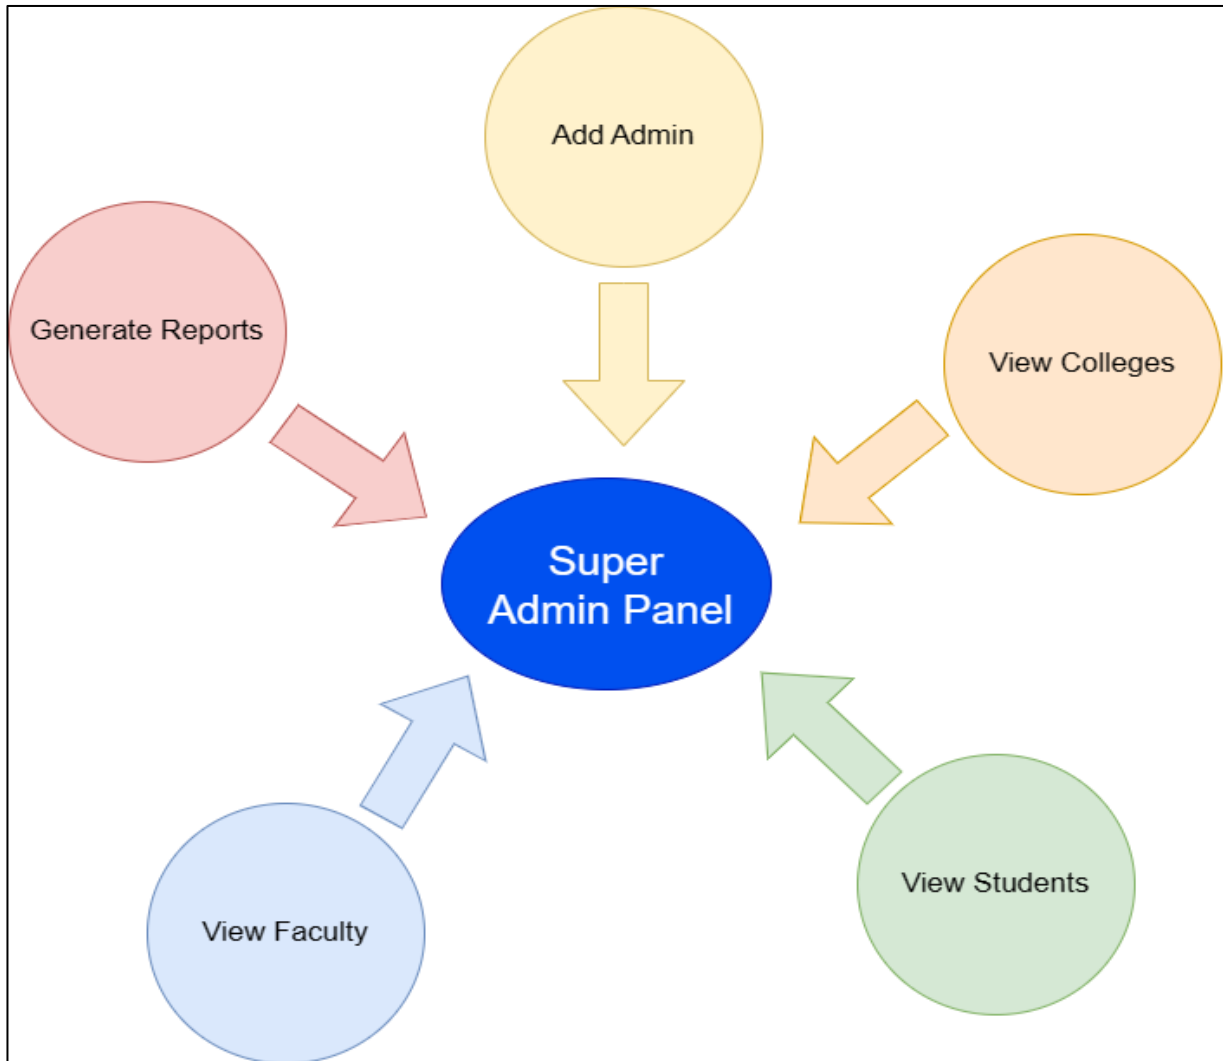 Add Admin
Generate Reports
View Colleges
Super
Admin Panel
View Students
View Faculty